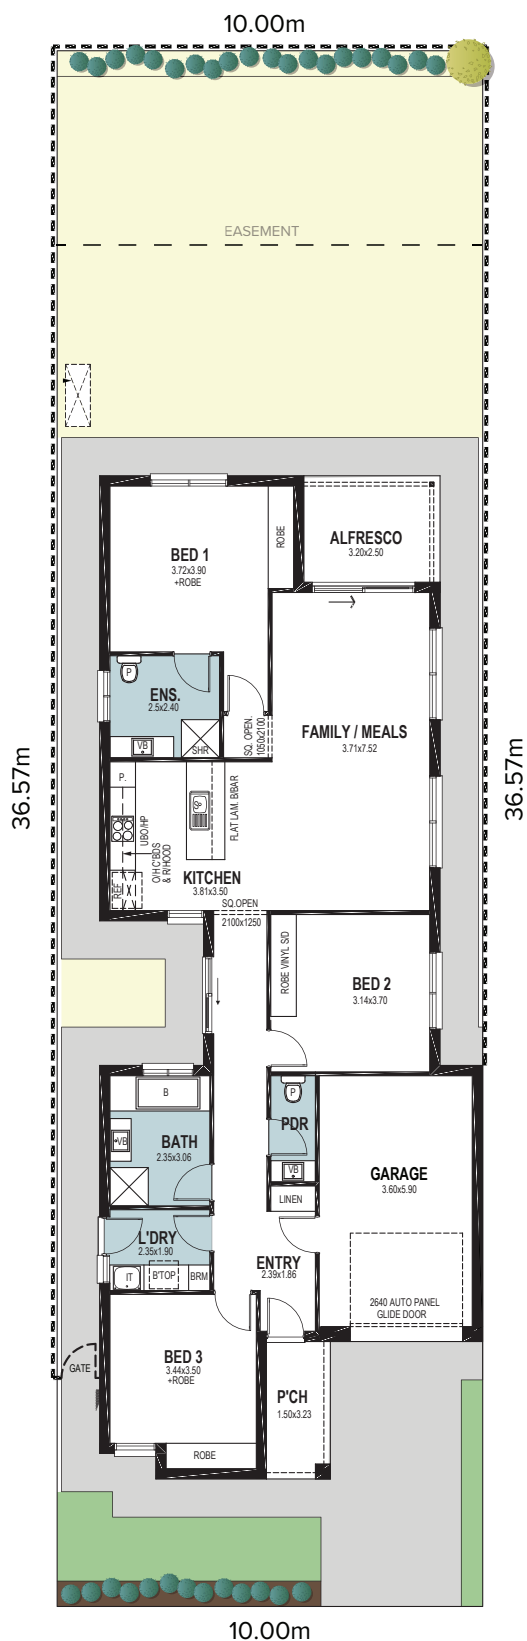 10.00m
EASEMENT
36.57m
36.57m
BED 1
3.72x3.90
+ROBE
ROBE
ALFRESCO
3.20x2.50
P
ENS.
2.5x2.40
VB
SHR
SQ. OPEN.
1050x2100
FAMILY / MEALS
3.71x7.52
P.
UBO/HP
O/H C'BDS
& R/HOOD
REF
FLAT LAM. B/BAR
KITCHEN
3.81x3.50
SQ.OPEN
2100x1250
ROBE VINYL S/D
BED 2
3.14x3.70
B
VB
BATH
2.35x3.06
P
PDR
VB
LINEN
GARAGE
3.60x5.90
L'DRY
2.35x1.90
IT
B'TOP
BRM
ENTRY
2.39x1.86
2640 AUTO PANEL
GLIDE DOOR
GATE
BED 3
3.44x3.50
+ROBE
ROBE
P'CH
1.50x3.23
10.00m